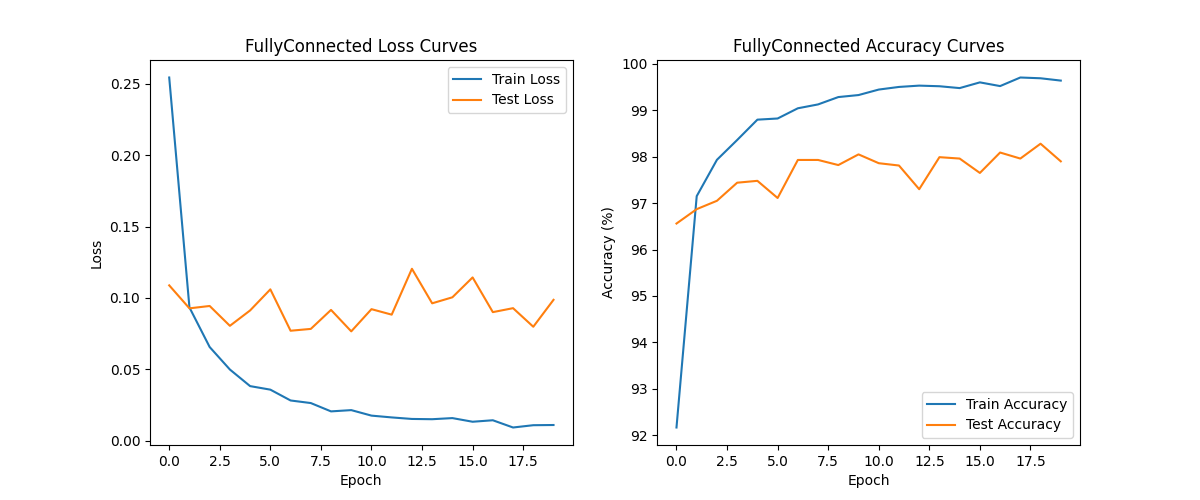 FullyConnected Loss Curves
Train Loss
Test Loss
0.25
0.20
0.15
0.10
0.05
0.00
Loss
0.0 2.5 5.0 7.5 10.0 12.5 15.0 17.5
Epoch
FullyConnected Accuracy Curves
100
99
98
97
96
95
94
93
92
Accuracy (%)
Train Accuracy
Test Accuracy
0.0 2.5 5.0 7.5 10.0 12.5 15.0 17.5
Epoch